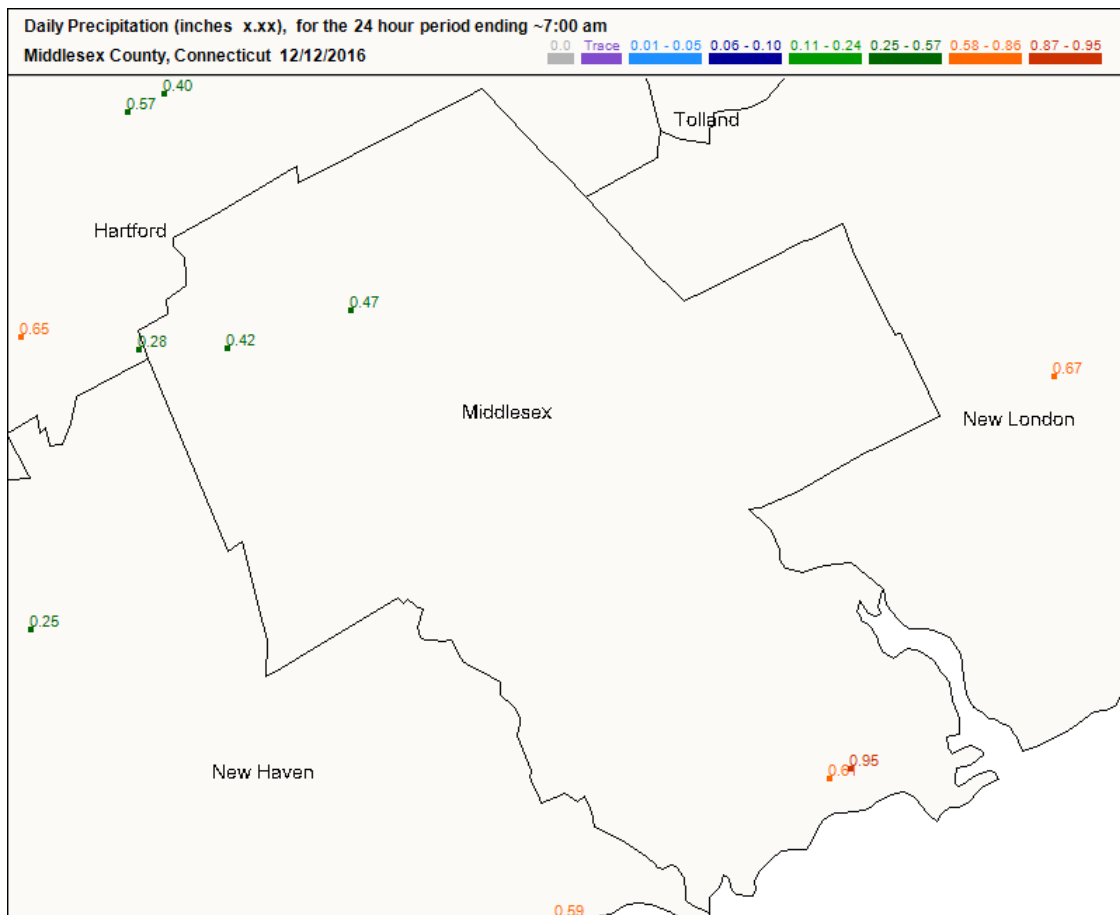 Daily Precipitation (inches x.xx), for the 24 hour period ending ~7:00 am
Middlesex County, Connecticut 12/12/2016
0.0 Trace 0.01 - 0.05 0.06 - 0.10 0.11 - 0.24 0.25 - 0.57 0.58 - 0.86 0.87 - 0.95
0.40
0.57
Tolland
Hartford
0.47
0.65
0.28
0.42
0.67
Middlesex
New London
0.25
New Haven
0.95
0.61
0.59